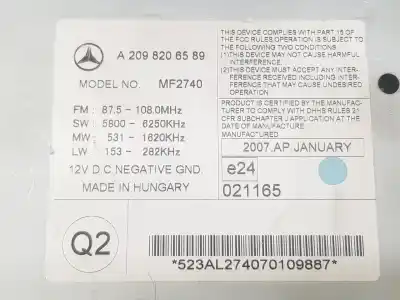 A 209 820 65 89
MODEL NO. MF2740
FM : 87.5 - 108.0MHz
SW : 5800 - 6250KHz
MW : 531 - 1620KHz
LW : 153 - 282KHz
12V D.C. NEGATIVE GND.
MADE IN HUNGARY
THIS DEVICE COMPLIES WITH PART 15 OF
THE FCC RULES.OPERATION IS SUBJECT TO
THE FOLLOWING TWO CONDITIONS:
(1)THIS DEVICE MAY NOT CAUSE HARMFUL
INTERFERENCE.
(2)THIS DEVICE MUST ACCEPT ANY
INTERFERENCE RECEIVED INCLUDING
INTERFERENCE THAT MAY CAUSE
UNDESIRED OPERATION.
PRODUCT IS CERTIFIED BY THE MANUFAC-
TURER TO COMPLY WITH DHHS RULES 21
CFR SUBCHAPTER J APPLICATION AT THE
DATE OF MANUFACTURE
MANUFACTURED :
2007.AP JANUARY
e24
021165
Q2
*523AL274070109887*